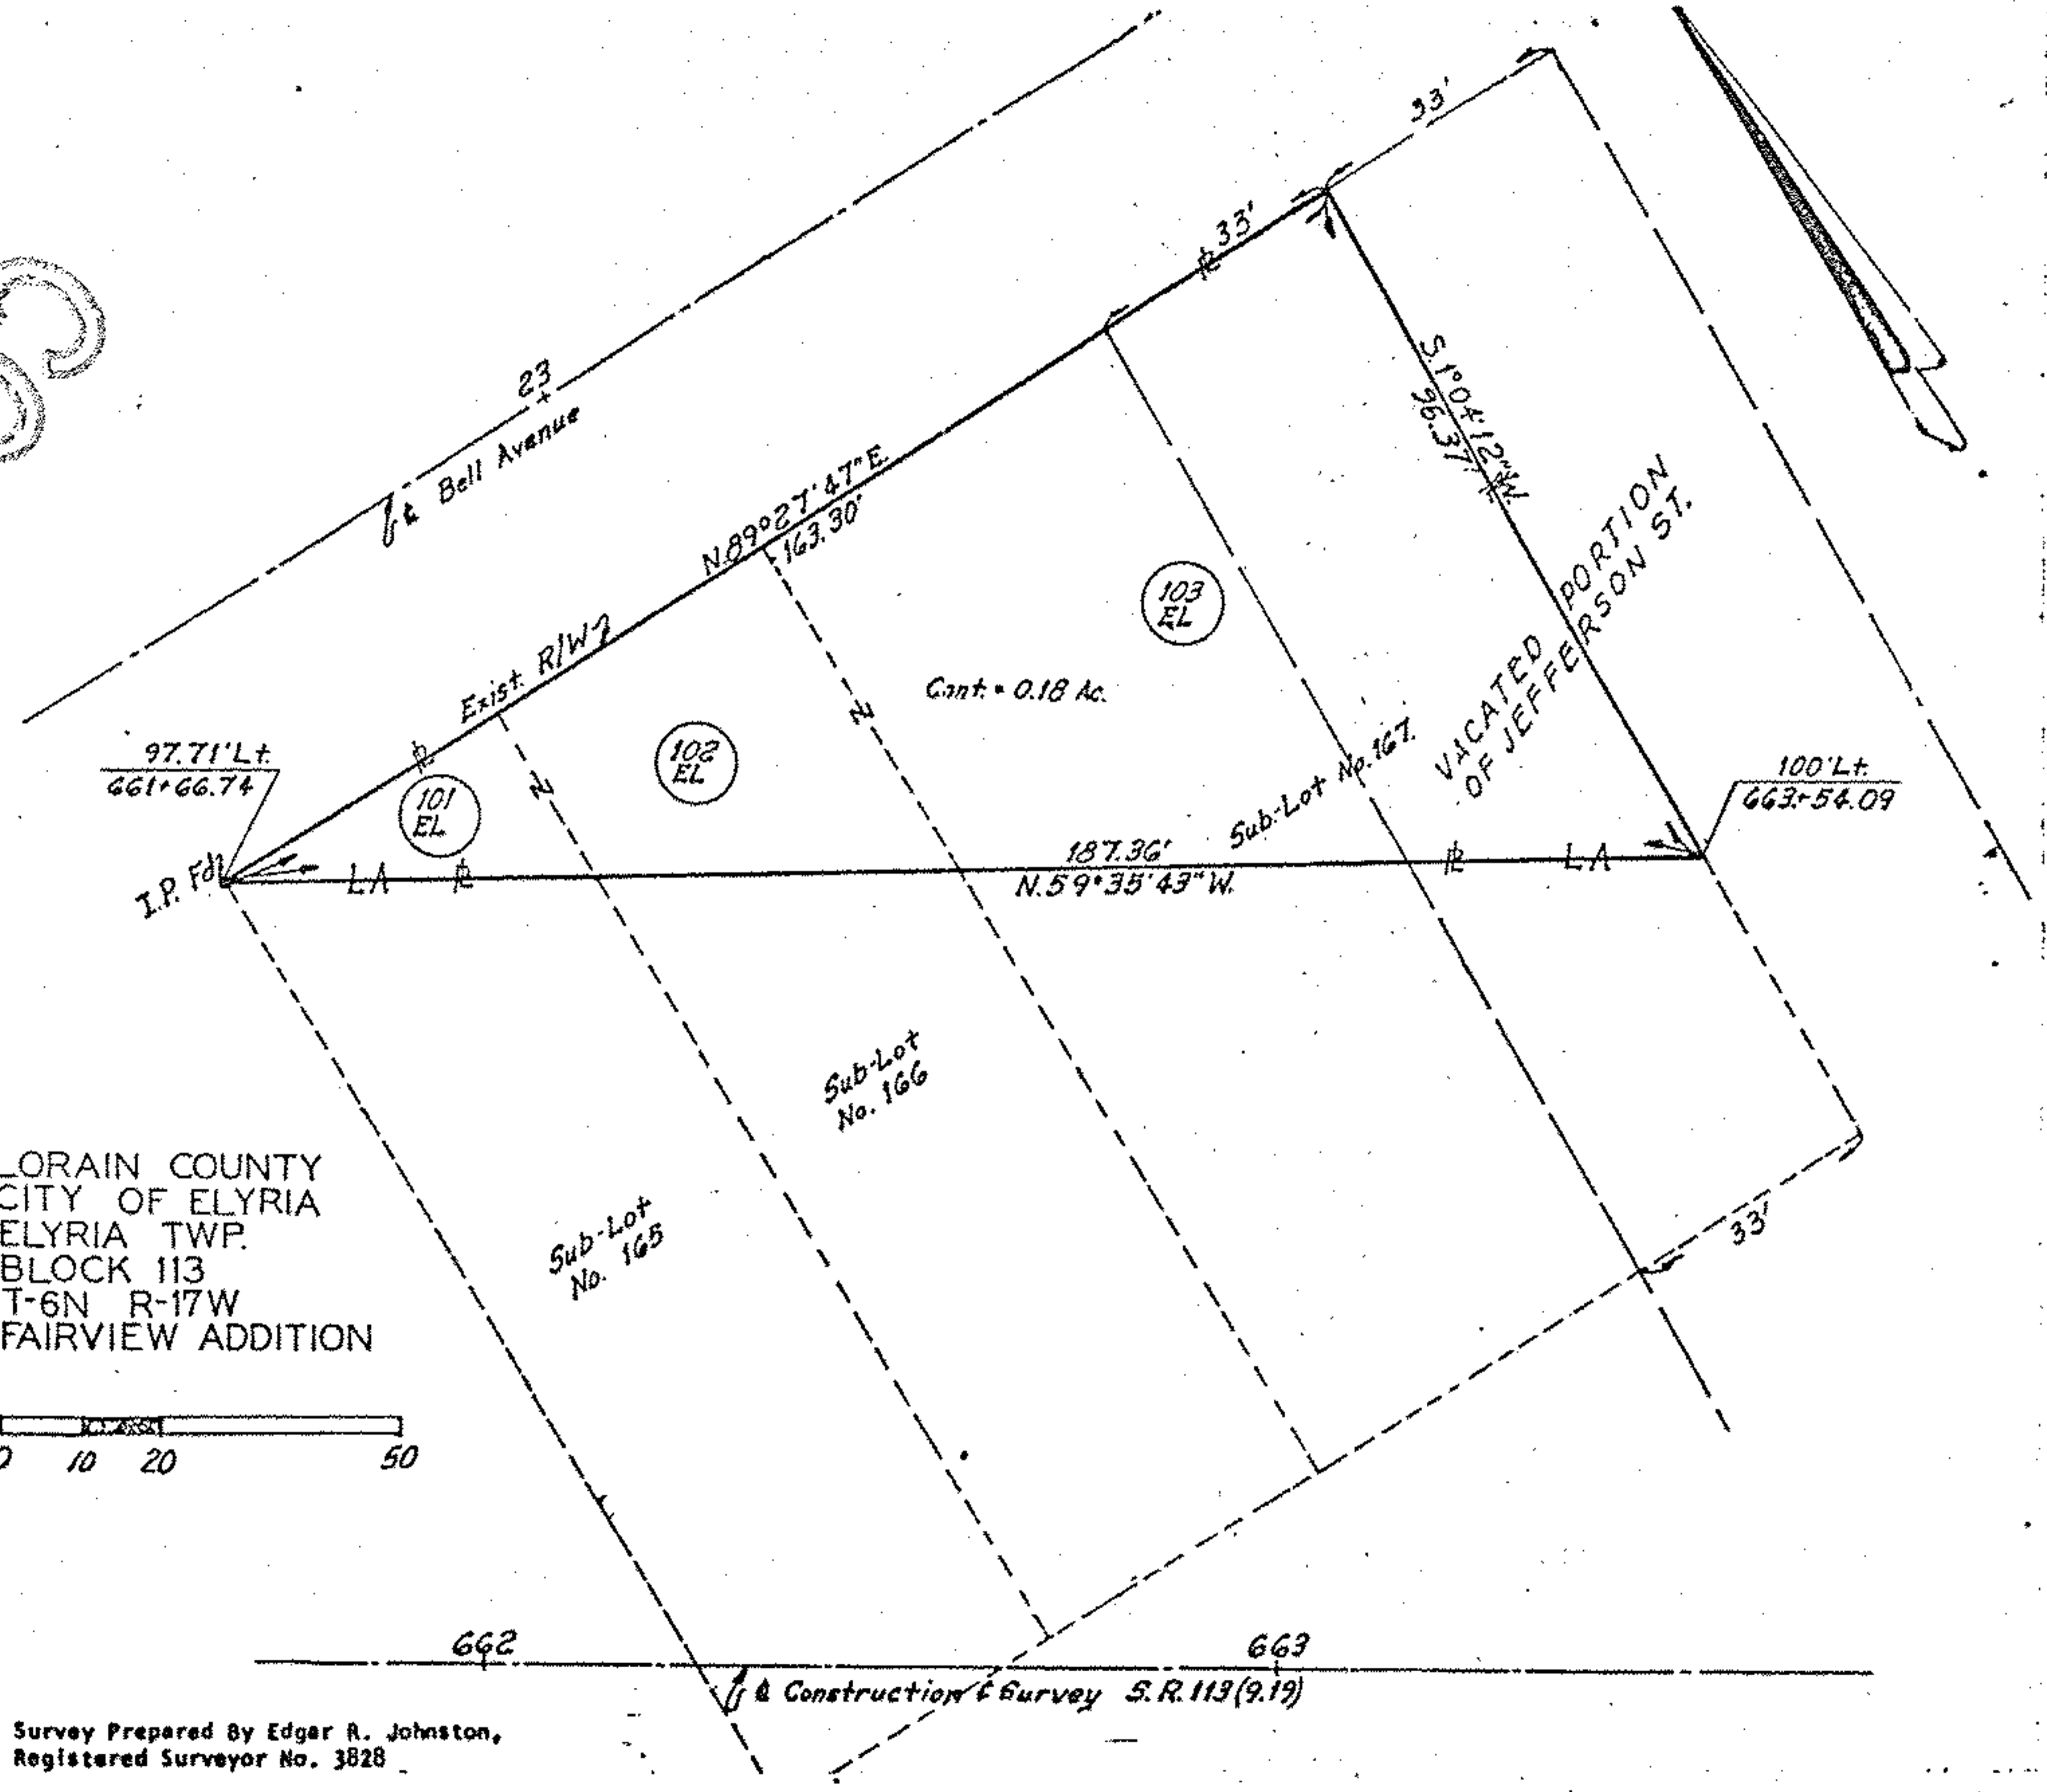 33'
33'
23
Bell Avenue
S.1°04'12"W.
96.37'
N.89°27'47"E.
163.30'
PORTION
ST.
103
EL
Exist. R/W
Cont. = 0.18 Ac.
VACATED
OF JEFFERSON
97.71' Lt.
661+66.74
102
EL
Sub-Lot No. 167.
100' Lt.
663+54.09
101
EL
I.P. Fd.
LA
187.36'
N.59°35'43"W.
LA
Sub-Lot
No. 166
LORAIN COUNTY
CITY OF ELYRIA
ELYRIA TWP.
BLOCK 113
T-6N R-17W
FAIRVIEW ADDITION
Sub-Lot
No. 165
33'
0 10 20 50
662 663
Construction & Survey S.R. 113 (9.19)
Survey Prepared By Edgar R. Johnston,
Registered Surveyor No. 3828